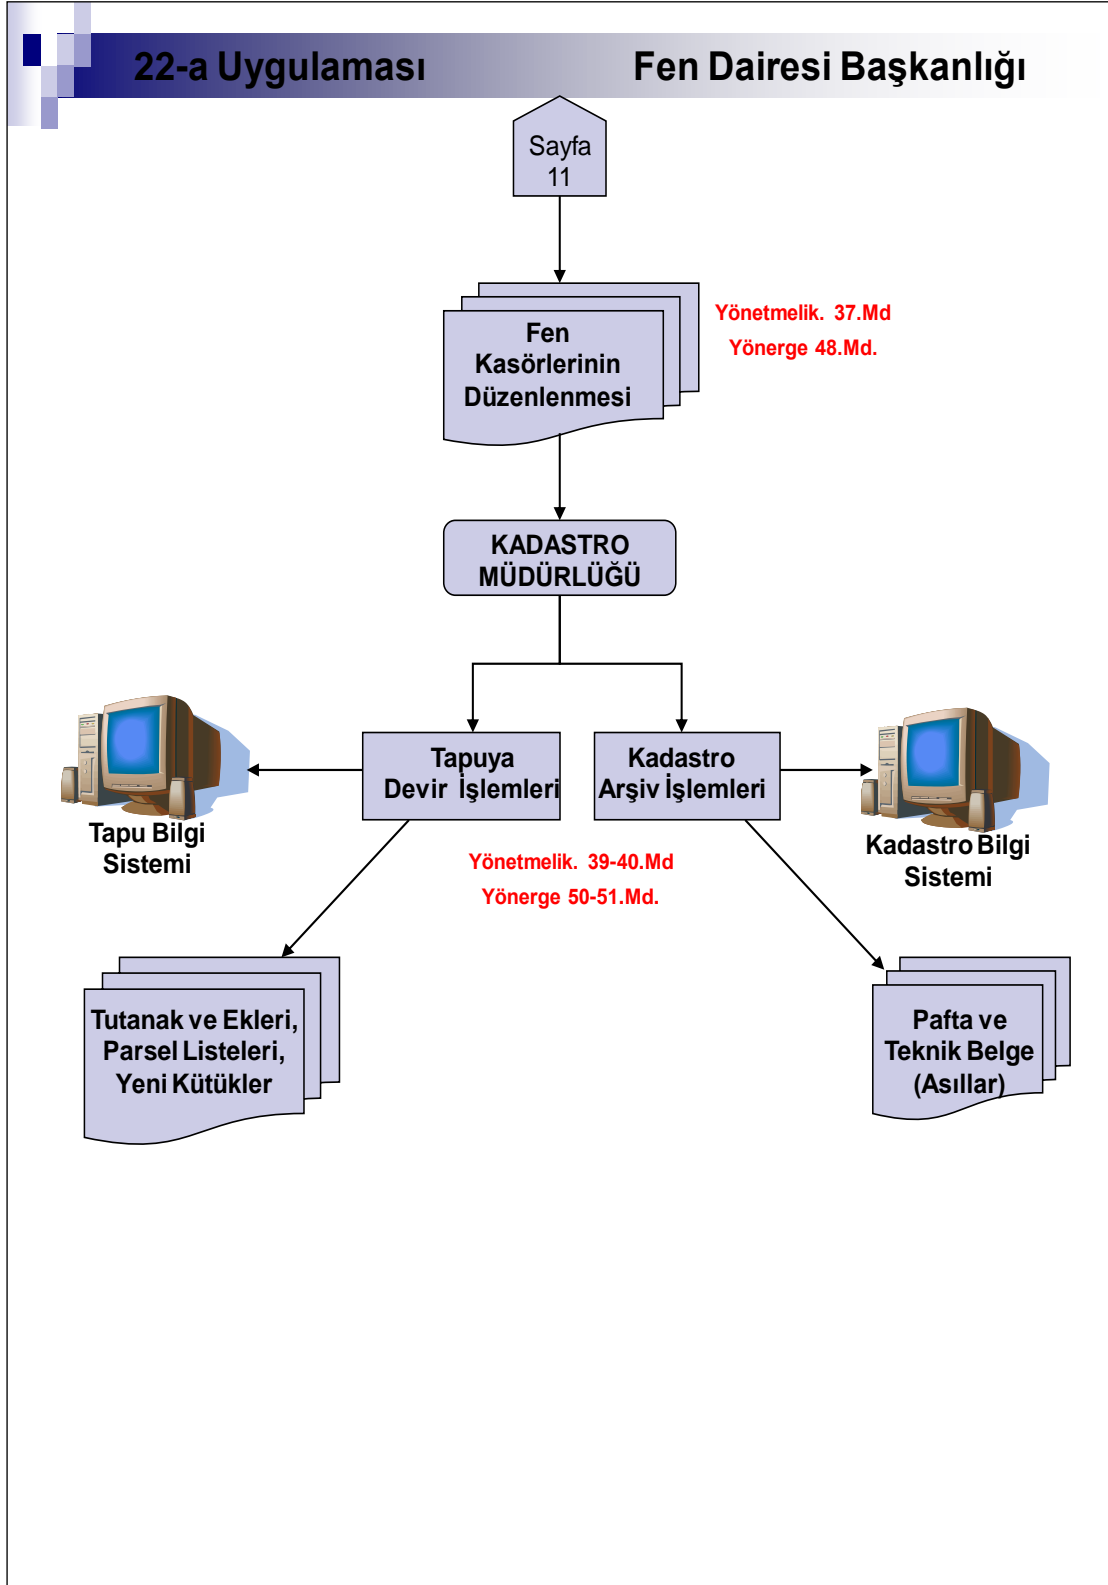 22-a Uygulaması Fen Dairesi Başkanlığı
Sayfa
11
Fen
Kasörlerinin
Düzenlenmesi
Yönetmelik. 37.Md
Yönerge 48.Md.
KADASTRO
MÜDÜRLÜĞÜ
Tapuya
Devir İşlemleri
Kadastro
Arşiv İşlemleri
Tapu Bilgi
Sistemi
Kadastro Bilgi
Sistemi
Yönetmelik. 39-40.Md
Yönerge 50-51.Md.
Tutanak ve Ekleri,
Parsel Listeleri,
Yeni Kütükler
Pafta ve
Teknik Belge
(Asıllar)